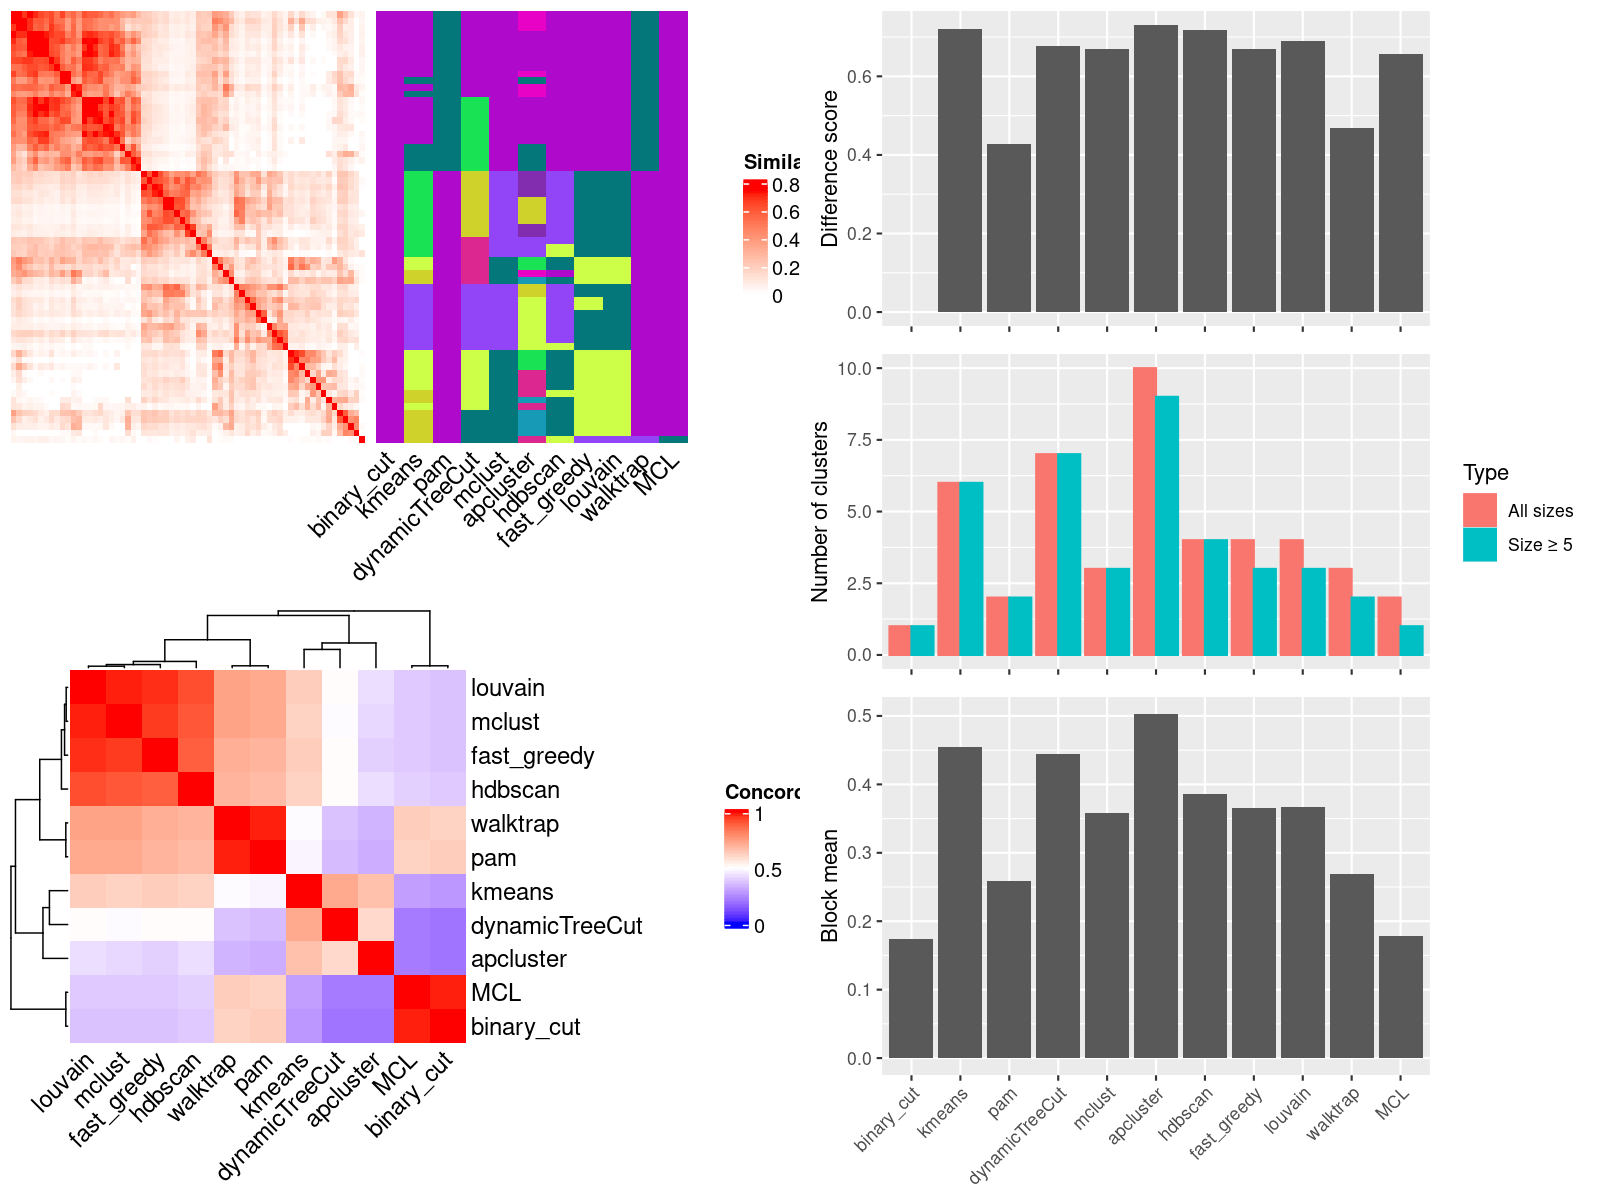 Simila
0.8
0.6
0.4
0.2
0
binary_cut
kmeans
pam
dynamicTreeCut
mclust
apcluster
hdbscan
fast_greedy
louvain
walktrap
MCL
louvain
mclust
fast_greedy
hdbscan
walktrap
pam
kmeans
dynamicTreeCut
apcluster
MCL
binary_cut
louvain
mclust
fast_greedy
hdbscan
walktrap
pam
kmeans
dynamicTreeCut
apcluster
MCL
binary_cut
Concord
1
0.5
0
Difference score
0.6
0.4
0.2
0.0
Number of clusters
10.0
7.5
5.0
2.5
0.0
Type
All sizes
Size ≥ 5
Block mean
0.5
0.4
0.3
0.2
0.1
0.0
binary_cut
kmeans
pam
dynamicTreeCut
mclust
apcluster
hdbscan
fast_greedy
louvain
walktrap
MCL